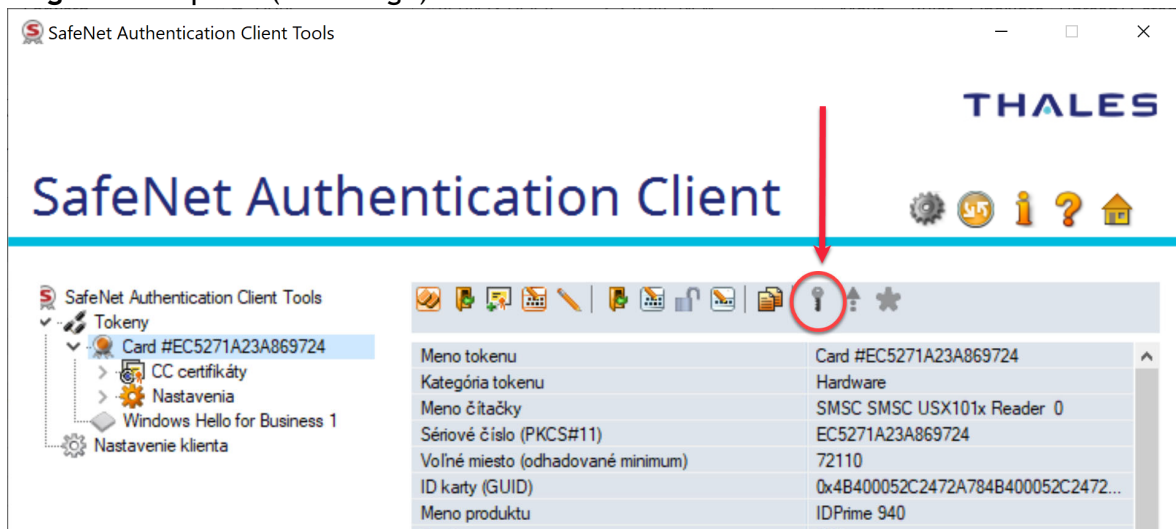 SafeNet Authentication Client Tools
THALES
SafeNet Authentication Client
SafeNet Authentication Client Tools
Tokeny
Card #EC5271A23A869724
CC certifikáty
Nastavenia
Windows Hello for Business 1
Nastavenie klienta
Meno tokenu Card #EC5271A23A869724
Kategória tokenu Hardware
Meno čítačky SMSC SMSC USX101x Reader 0
Sériové číslo (PKCS#11) EC5271A23A869724
Voľné miesto (odhadované minimum) 72110
ID karty (GUID) 0x4B400052C2472A784B400052C2472...
Meno produktu IDPrime 940